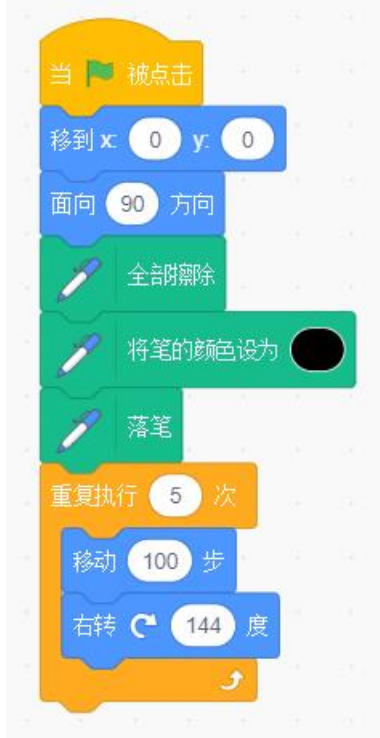 当 被点击
移到 x: 0 y: 0
面向 90 方向
全部擦除
将笔的颜色设为
落笔
重复执行 5 次
移动 100 步
右转 144 度